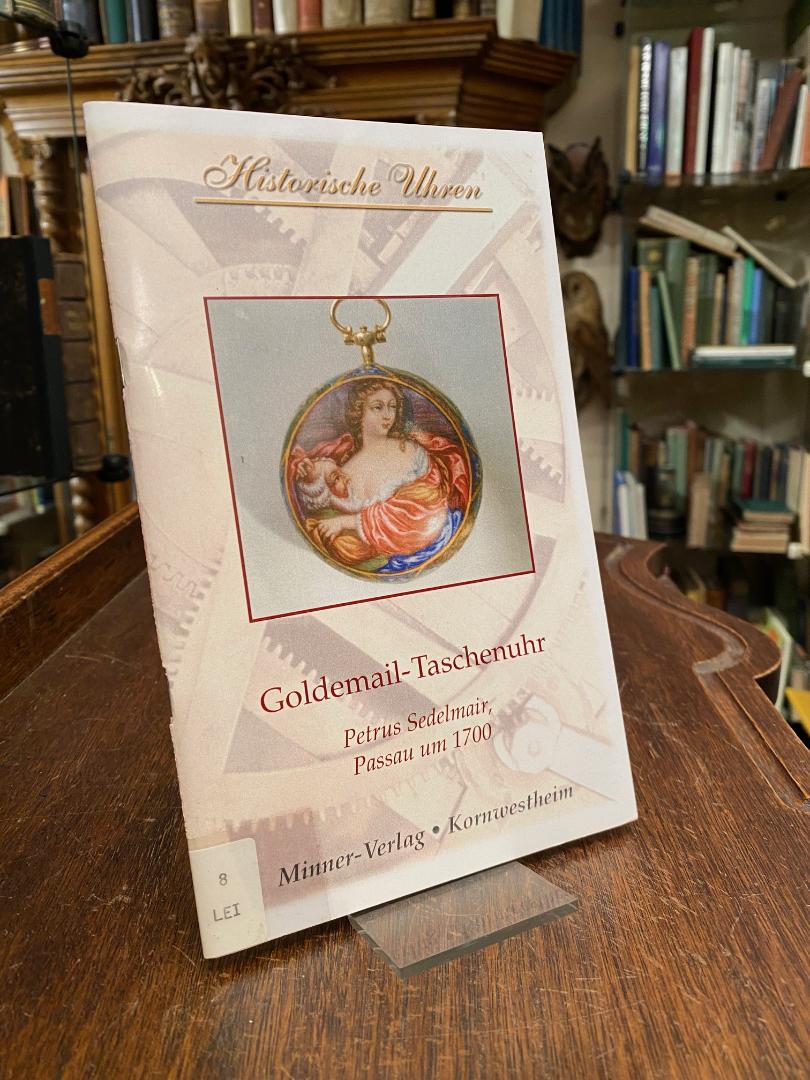 Historische Uhren
Goldemail-Taschenuhr
Petrus Sedelmair,
Passau um 1700
Minner-Verlag • Kornwestheim
8
LEI